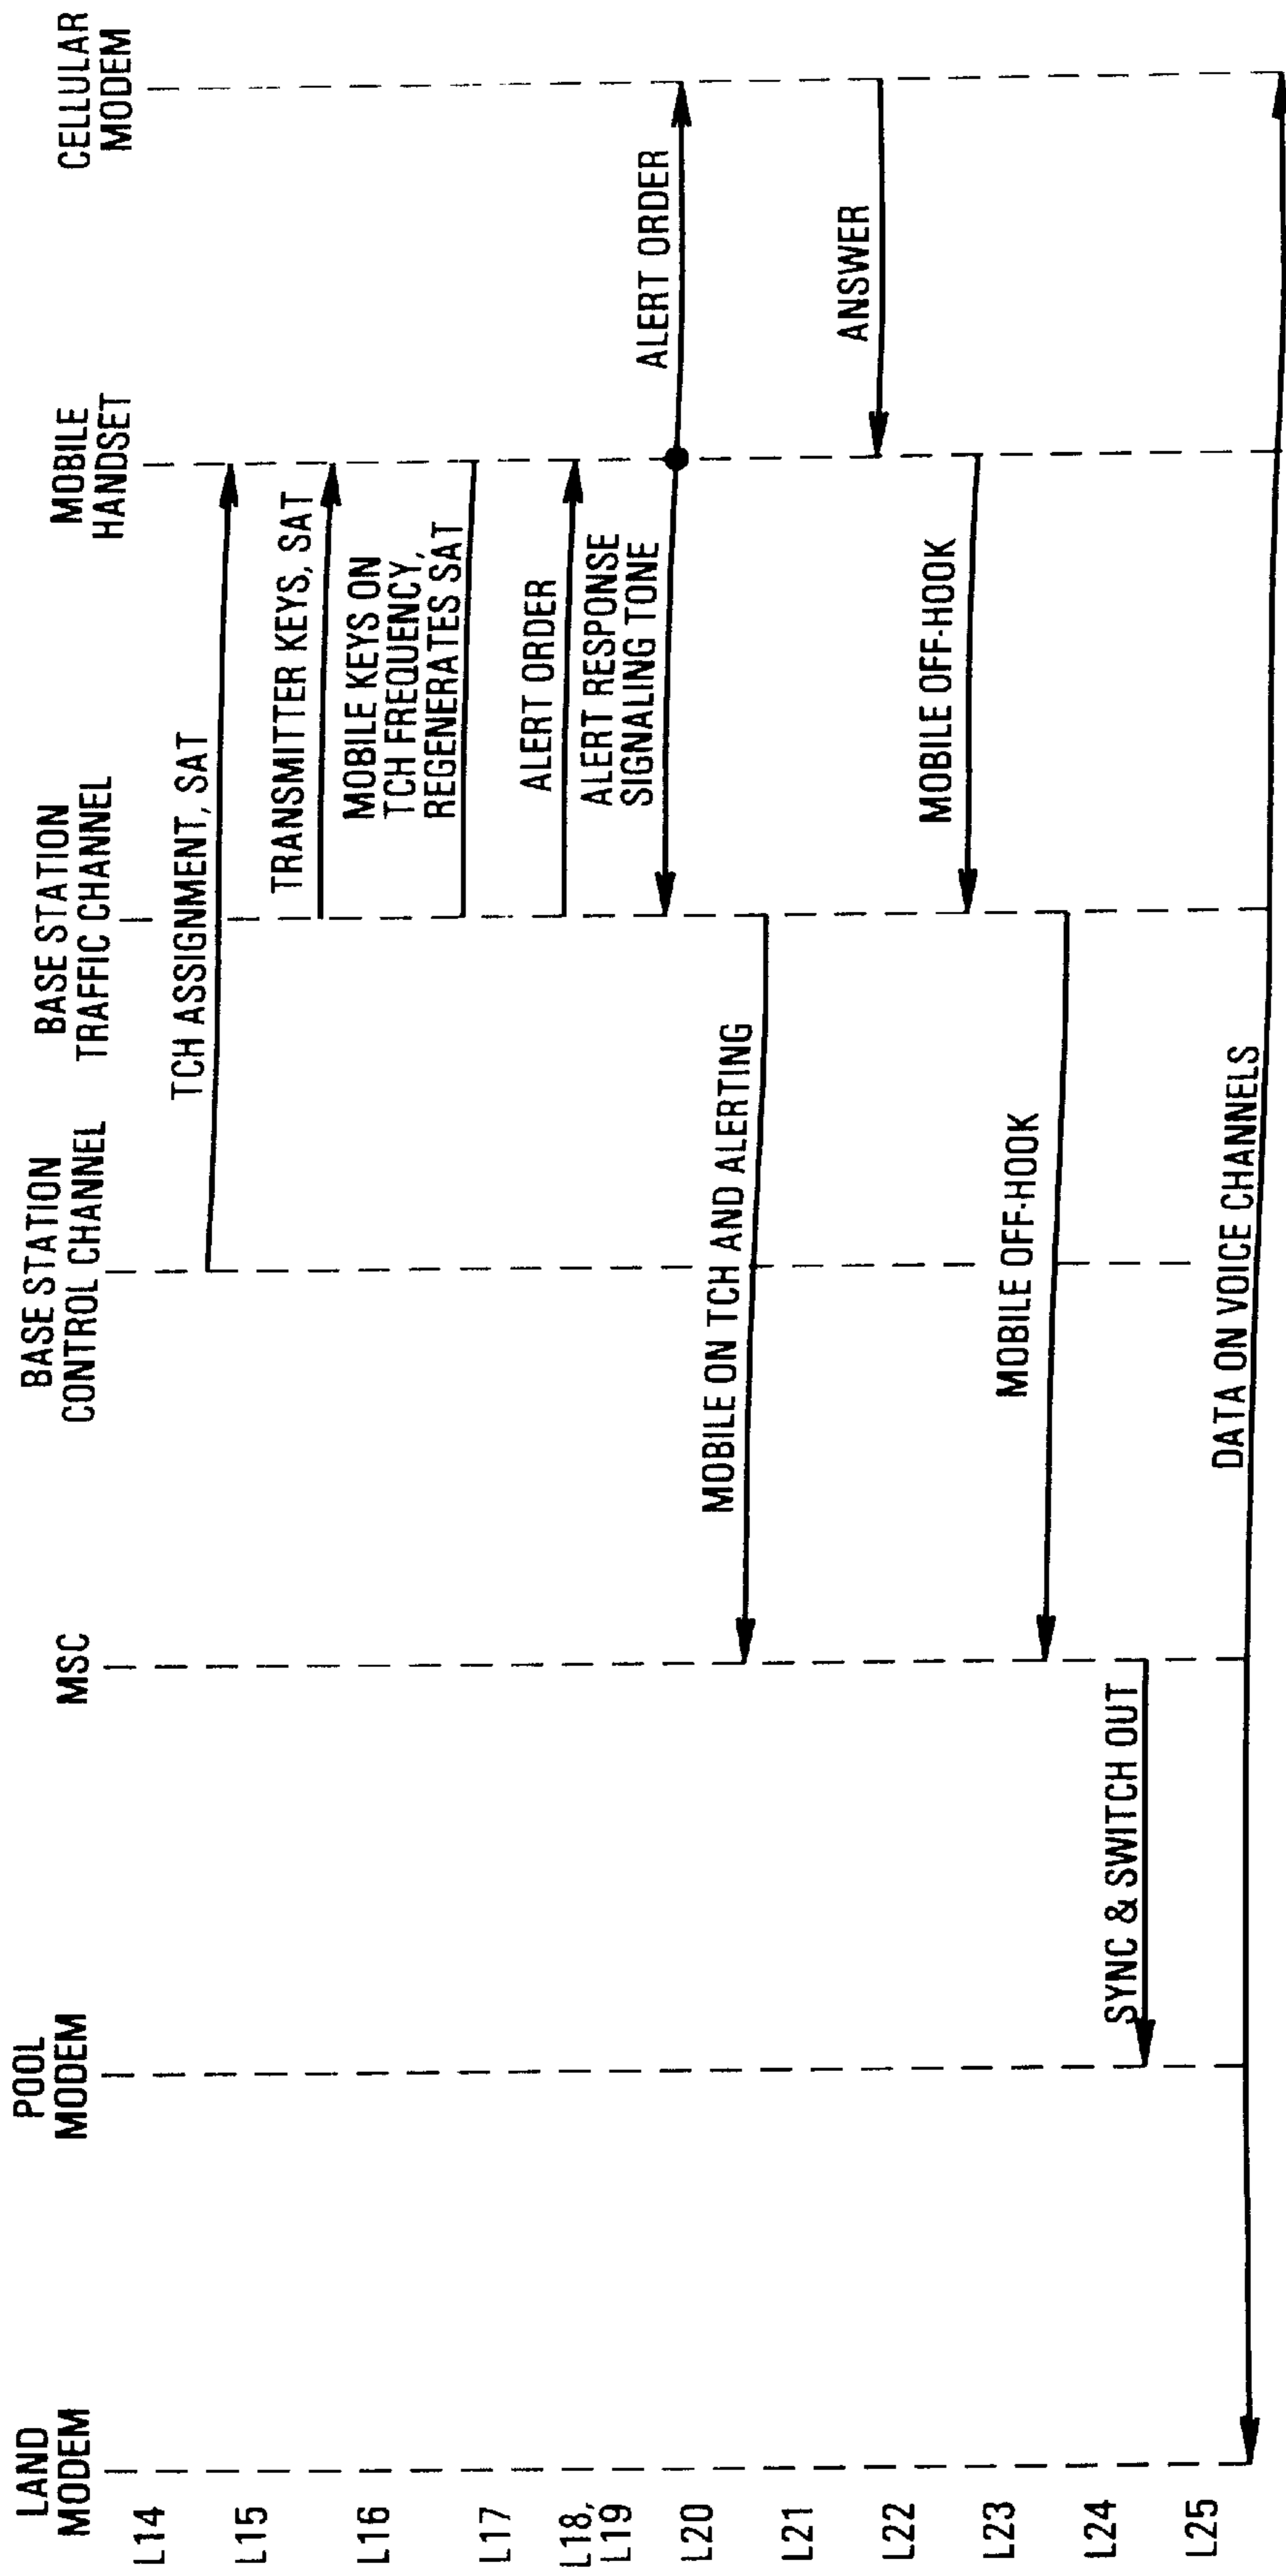 LAND
MODEM
POOL
MODEM
MSC
BASE STATION
CONTROL CHANNEL
BASE STATION
TRAFFIC CHANNEL
MOBILE
HANDSET
CELLULAR
MODEM
L14
TCH ASSIGNMENT, SAT
L15
TRANSMITTER KEYS, SAT
L16
MOBILE KEYS ON
TCH FREQUENCY,
REGENERATES SAT
L17
ALERT ORDER
L18,
L19
ALERT RESPONSE
SIGNALING TONE
ALERT ORDER
L20
MOBILE ON TCH AND ALERTING
L21
ANSWER
L22
MOBILE OFF-HOOK
L23
MOBILE OFF-HOOK
L24
SYNC & SWITCH OUT
L25
DATA ON VOICE CHANNELS